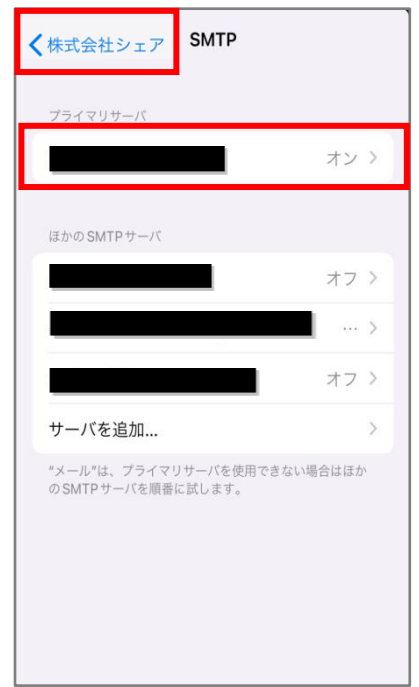 株式会社シェア SMTP
プライマリサーバ
オン
ほかのSMTPサーバ
オフ
...
オフ
サーバを追加...
“メール”は、プライマリサーバを使用できない場合はほか
のSMTPサーバを順番に試します。